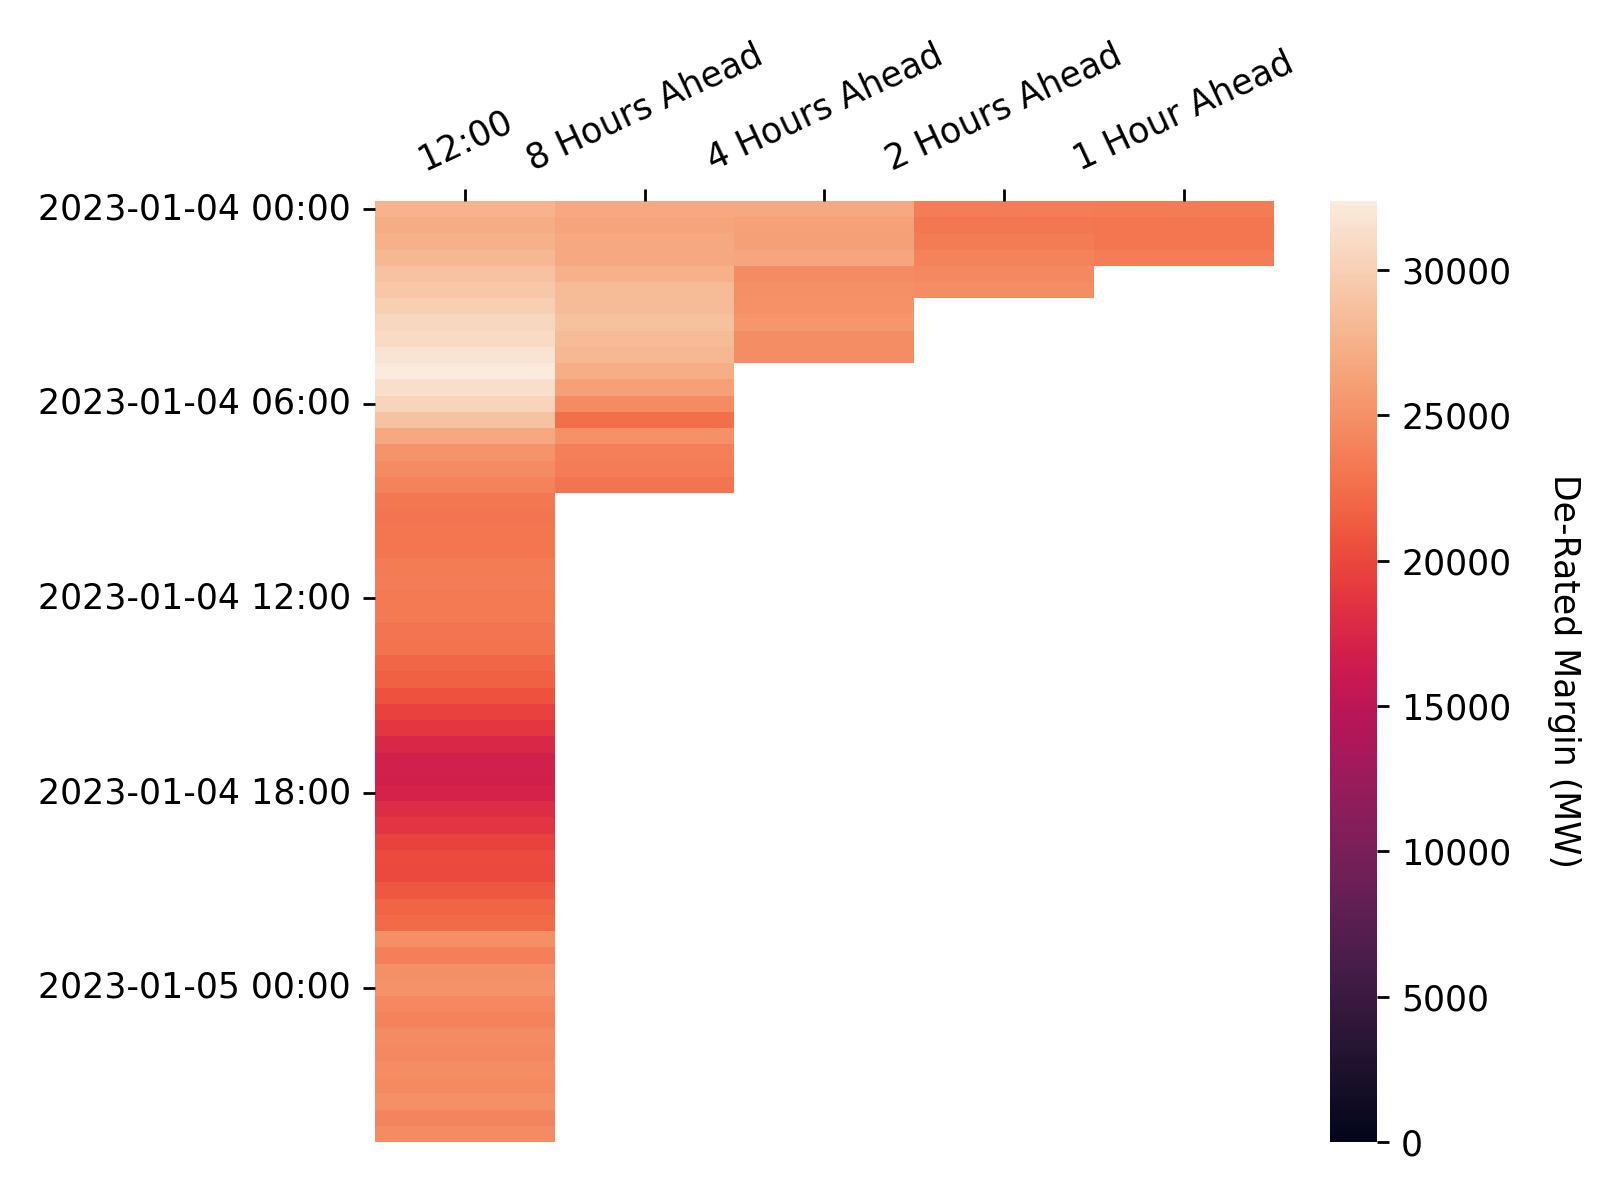 12:00
8 Hours Ahead
4 Hours Ahead
2 Hours Ahead
1 Hour Ahead
2023-01-04 00:00
2023-01-04 06:00
2023-01-04 12:00
2023-01-04 18:00
2023-01-05 00:00
30000
25000
20000
15000
10000
5000
0
De-Rated Margin (MW)